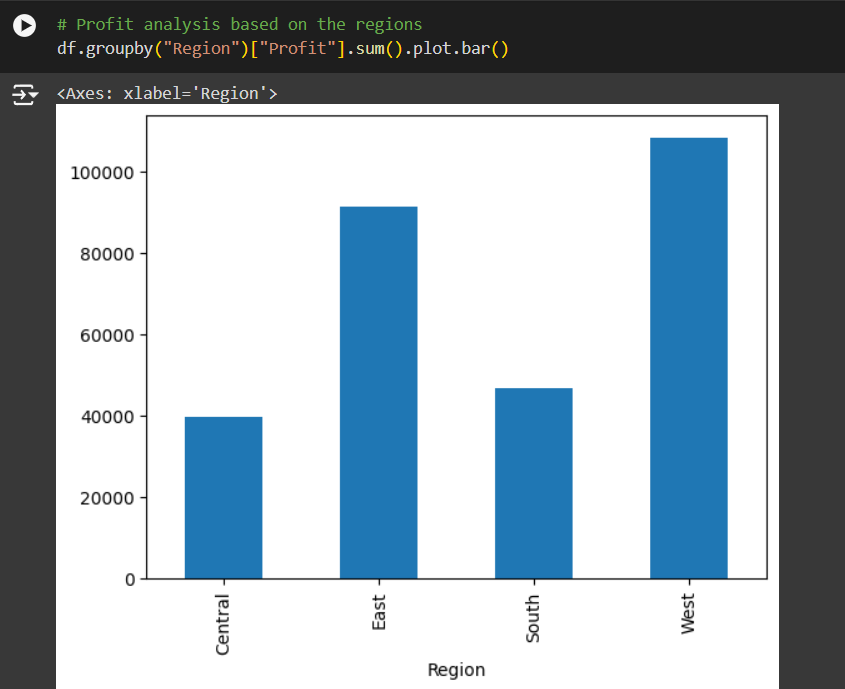 # Profit analysis based on the regions
df.groupby("Region")["Profit"].sum().plot.bar()
<Axes: xlabel='Region'>
100000
80000
60000
40000
20000
0
Central
East
South
West
Region